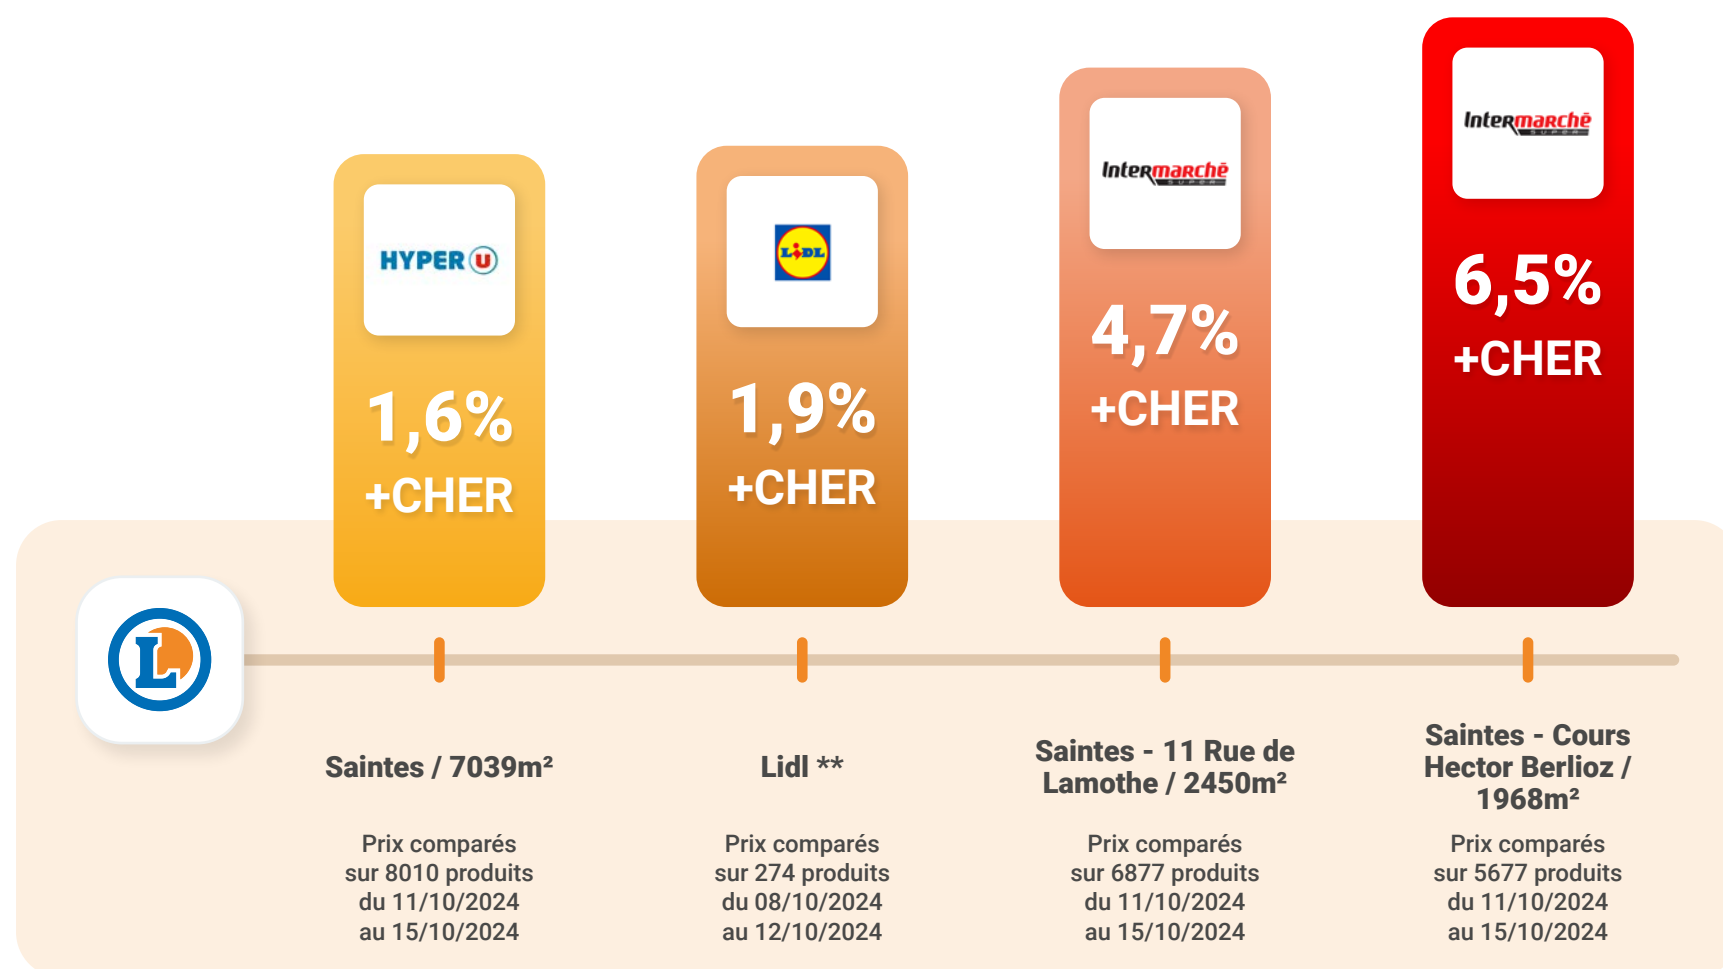 HYPER U
1,6%
+CHER
LiDL
1,9%
+CHER
Intermarchē
SUPER
4,7%
+CHER
Intermarchē
SUPER
6,5%
+CHER
L
Saintes / 7039m²
Prix comparés
sur 8010 produits
du 11/10/2024
au 15/10/2024
Lidl **
Prix comparés
sur 274 produits
du 08/10/2024
au 12/10/2024
Saintes - 11 Rue de
Lamothe / 2450m²
Prix comparés
sur 6877 produits
du 11/10/2024
au 15/10/2024
Saintes - Cours
Hector Berlioz /
1968m²
Prix comparés
sur 5677 produits
du 11/10/2024
au 15/10/2024